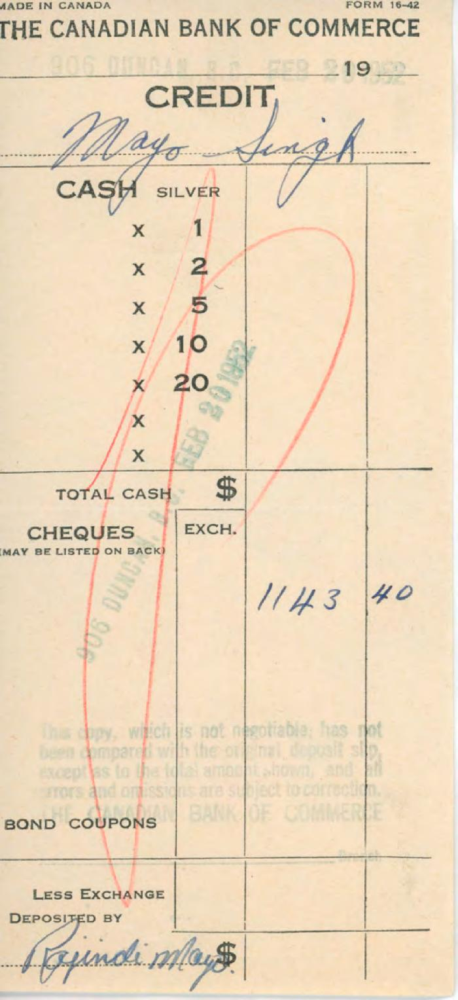 MADE IN CANADA FORM 16-42
THE CANADIAN BANK OF COMMERCE
906 DUNCAN, B.C. FEB 20 1952
19
CREDIT
Mayo Singh
CASH SILVER
x 1
x 2
x 5
x 10
x 20
x
x
906 DUNCAN, B.C. FEB 20 1952
TOTAL CASH $
CHEQUES EXCH.
(MAY BE LISTED ON BACK)
1143 40
This copy, which is not negotiable, has not
been compared with the original deposit slip,
except as to the total amount shown, and all
errors and omissions are subject to correction.
THE CANADIAN BANK OF COMMERCE
BOND COUPONS
Branch
LESS EXCHANGE
DEPOSITED BY
Rajindi Mayo. $